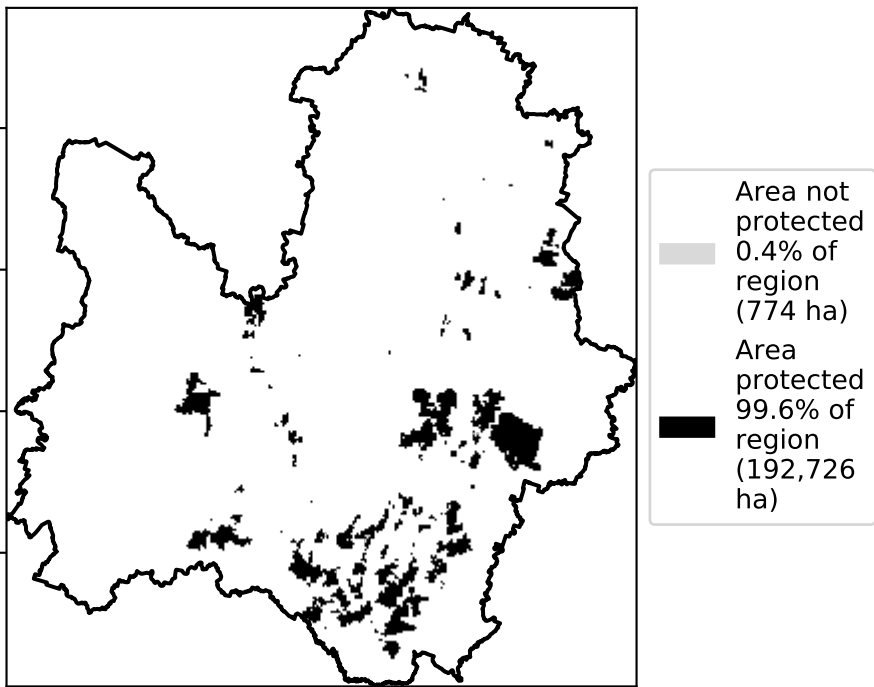 Area not
protected
0.4% of
region
(774 ha)
Area
protected
99.6% of
region
(192,726
ha)